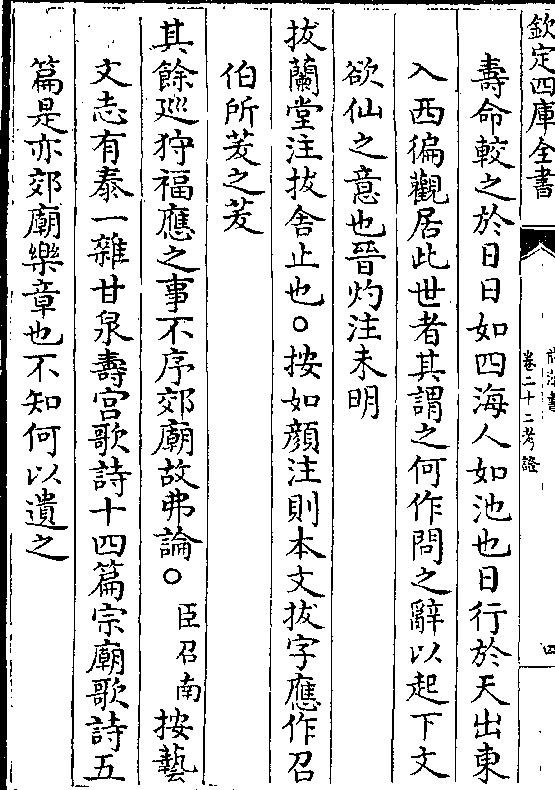 欽定四庫全書
前漢書
卷二十二考證
四
壽命較之於日日如四海人如池也日行於天出東
入西徧觀居此世者其謂之何作問之辭以起下文
欲仙之意也晉灼注未明
拔蘭堂注拔舍止也○按如顔注則本文拔字應作召
伯所茇之茇
其餘巡狩福應之事不序郊廟故弗論○臣召南按藝
文志有泰一雜甘泉壽宫歌詩十四篇宗廟歌詩五
篇是亦郊廟樂章也不知何以遺之